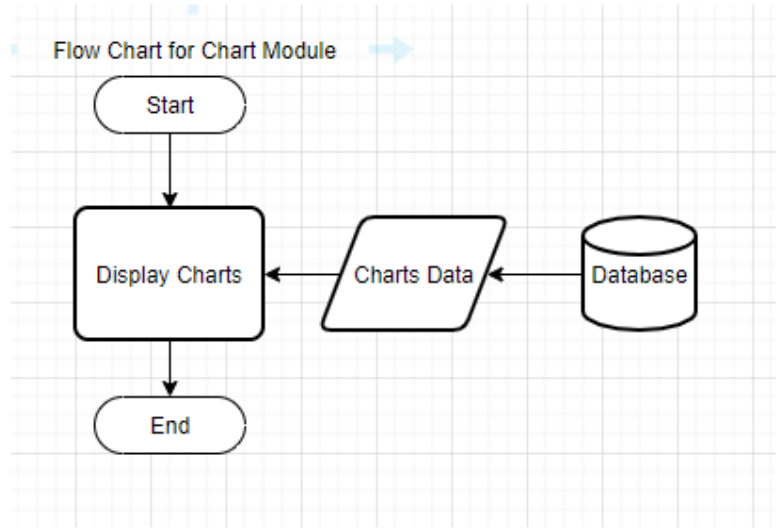 Flow Chart for Chart Module
Start
Display Charts
Charts Data
Database
End